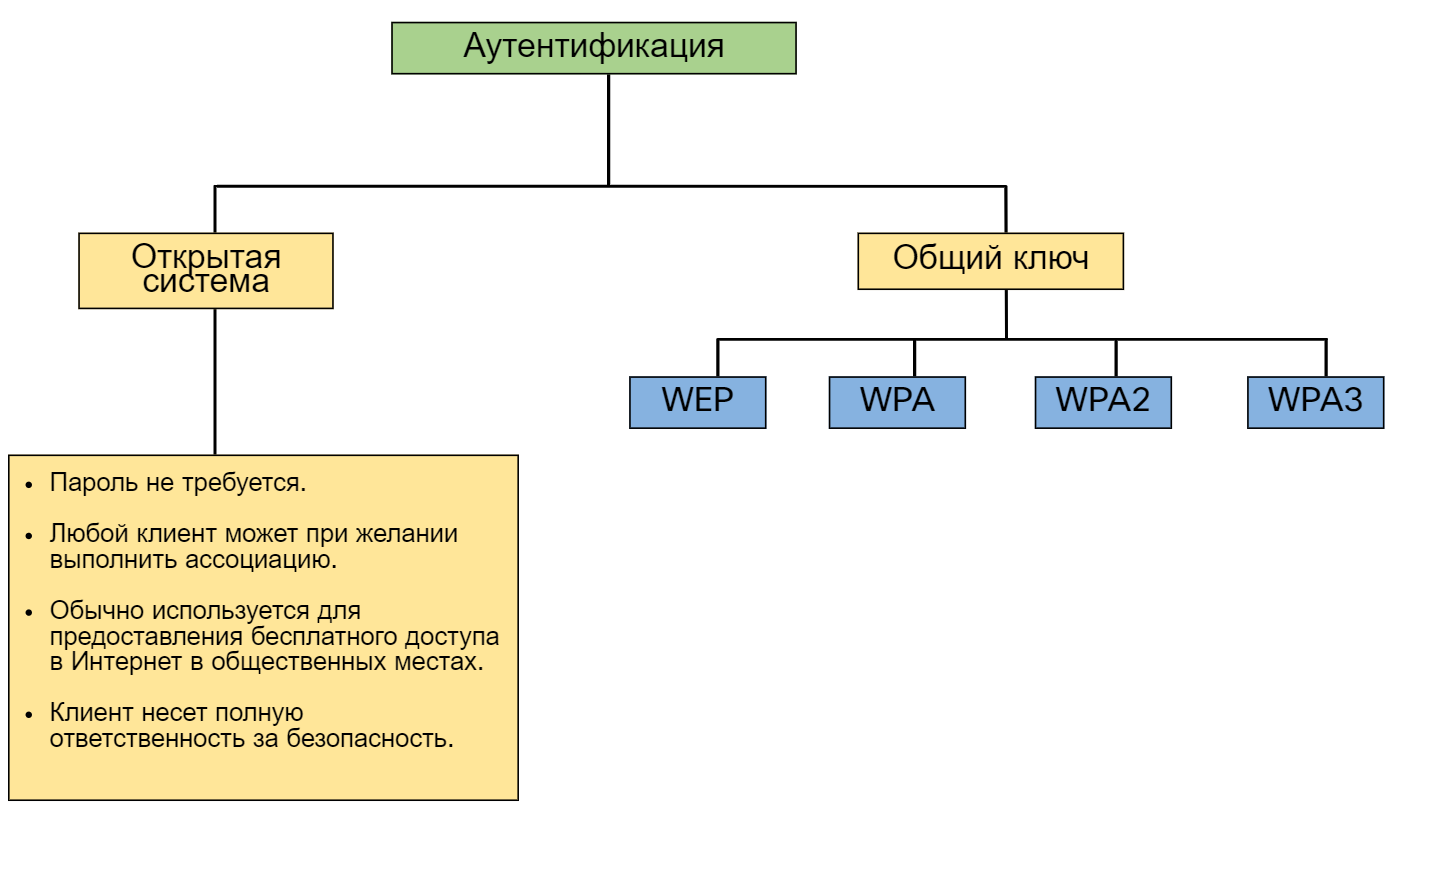 Аутентификация
Открытая
система
Общий ключ
WEP
WPA
WPA2
WPA3
• Пароль не требуется.
• Любой клиент может при желании
выполнить ассоциацию.
• Обычно используется для
предоставления бесплатного доступа
в Интернет в общественных местах.
• Клиент несет полную
ответственность за безопасность.